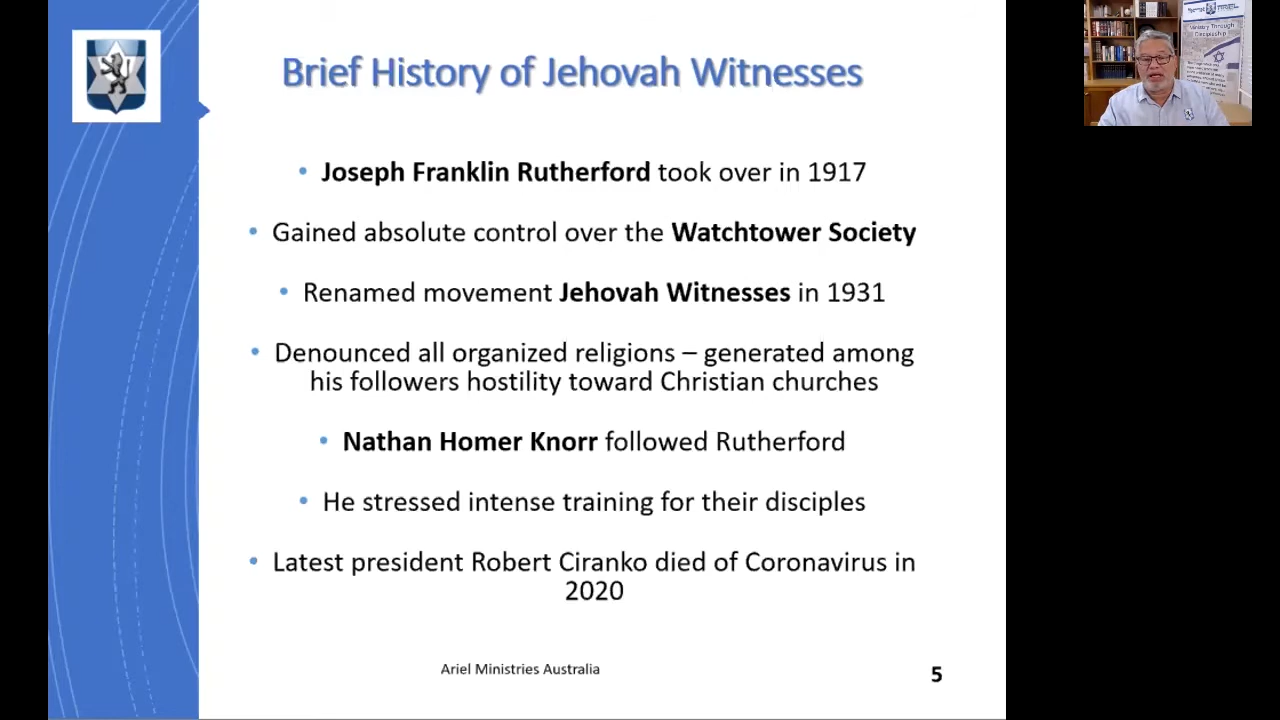 Brief History of Jehovah Witnesses
• Joseph Franklin Rutherford took over in 1917
• Gained absolute control over the Watchtower Society
• Renamed movement Jehovah Witnesses in 1931
• Denounced all organized religions – generated among
his followers hostility toward Christian churches
• Nathan Homer Knorr followed Rutherford
• He stressed intense training for their disciples
• Latest president Robert Ciranko died of Coronavirus in
2020
Ariel Ministries Australia
5
Ministry Through
Discipleship